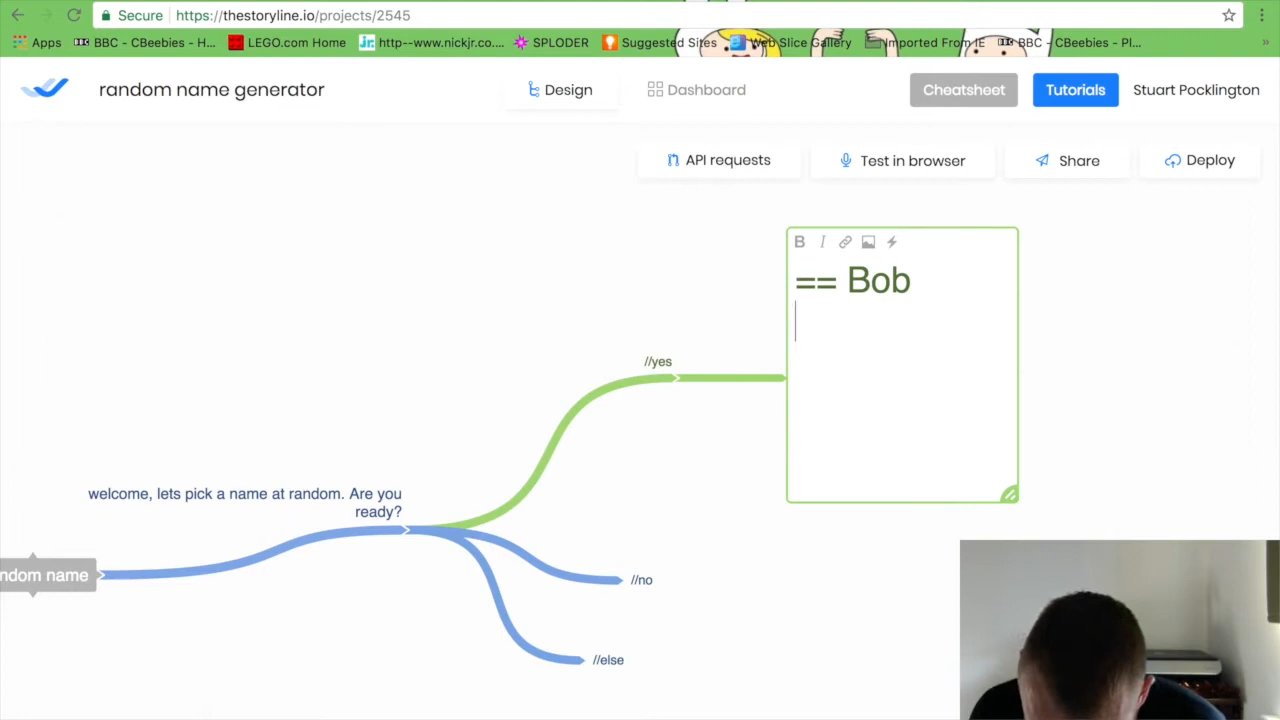 Secure
https://thestoryline.io/projects/2545
Apps
BBC - CBeebies - H...
LEGO.com Home
http--www.nickjr.co....
SPLODER
Suggested Sites
Web Slice Gallery
Imported From IE
BBC - CBeebies - Pl...
random name generator
Design
Dashboard
Cheatsheet
Tutorials
Stuart Pocklington
API requests
Test in browser
Share
Deploy
B I
== Bob
//yes
welcome, lets pick a name at random. Are you
ready?
ndom name
//no
//else